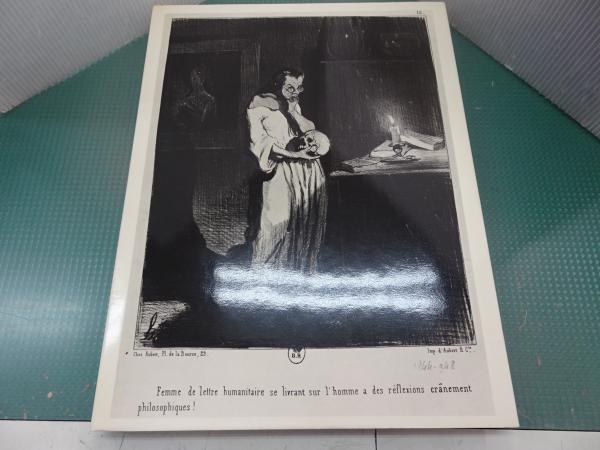 Chez Aubert, Pl. de la Bourse, 29.
B.R
Imp. d'Aubert & Cie.
Femme de lettre humanitaire se livrant sur l'homme a des réflexions crânement
philosophiques !